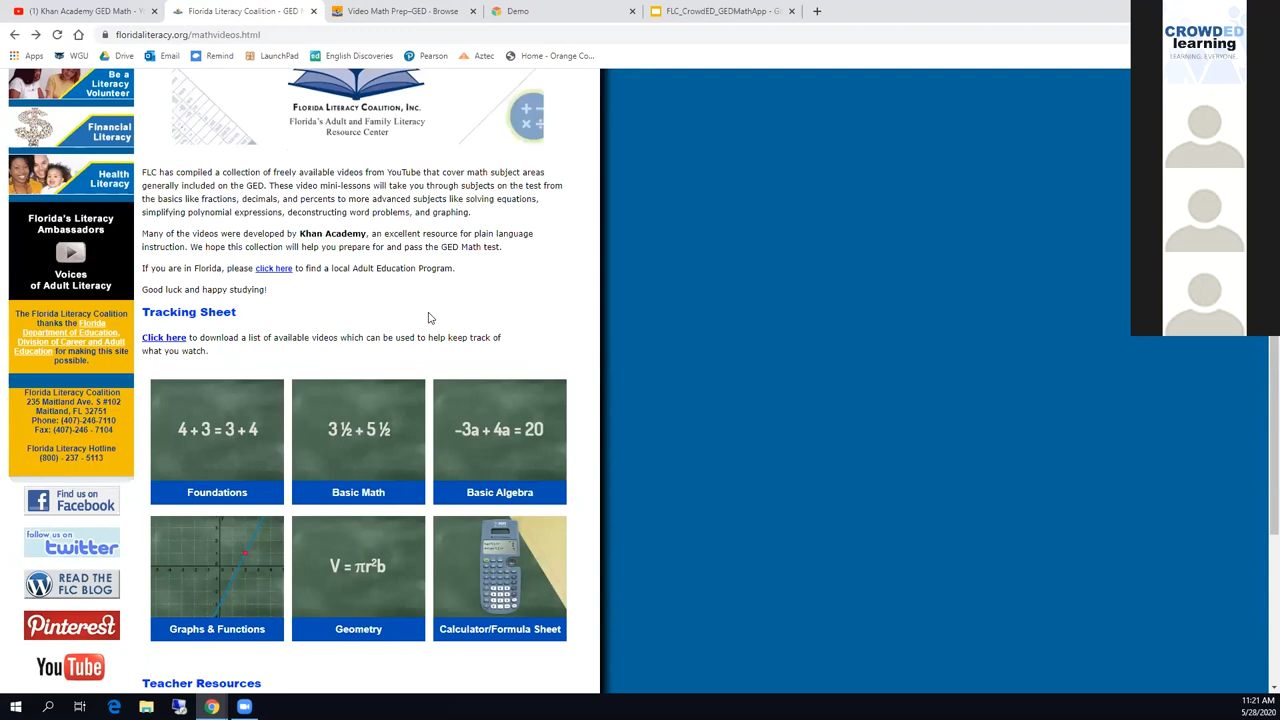 (1) Khan Academy GED Math -
Florida Literacy Coalition - GED
Video Math Prep–GED - Browse
Demo
FLC_CrowdED_GEDMathApp - G
floridaliteracy.org/mathvideos.html
Apps
WGU
Drive
Email
Remind
LaunchPad
English Discoveries
Pearson
Aztec
Home - Orange Co...
Be a
Literacy
Volunteer
Financial
Literacy
Health
Literacy
Florida's Literacy
Ambassadors
Voices
of Adult Literacy
The Florida Literacy Coalition
thanks the Florida
Department of Education,
Division of Career and Adult
Education for making this site
possible.
Florida Literacy Coalition
235 Maitland Ave. S #102
Maitland, FL 32751
Phone: (407)-246-7110
Fax: (407)-246 - 7104
Florida Literacy Hotline
(800) - 237 - 5113
Find us on
Facebook
follow us on
twitter
READ THE
FLC BLOG
Pinterest
YouTube
FLORIDA LITERACY COALITION, INC.
Florida's Adult and Family Literacy
Resource Center
FLC has compiled a collection of freely available videos from YouTube that cover math subject areas
generally included on the GED. These video mini-lessons will take you through subjects on the test from
the basics like fractions, decimals, and percents to more advanced subjects like solving equations,
simplifying polynomial expressions, deconstructing word problems, and graphing.
Many of the videos were developed by Khan Academy, an excellent resource for plain language
instruction. We hope this collection will help you prepare for and pass the GED Math test.
If you are in Florida, please click here to find a local Adult Education Program.
Good luck and happy studying!
Tracking Sheet
Click here to download a list of available videos which can be used to help keep track of
what you watch.
4 + 3 = 3 + 4
3 ½ + 5 ½
-3a + 4a = 20
Foundations
Basic Math
Basic Algebra
V = πr²b
Graphs & Functions
Geometry
Calculator/Formula Sheet
Teacher Resources
CROWDED
learning
LEARNING. EVERYONE.
11:21 AM
5/28/2020